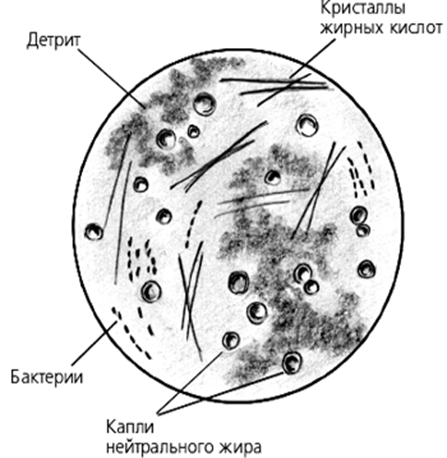 Кристаллы
жирных кислот
Детрит
Бактерии
Капли
нейтрального жира